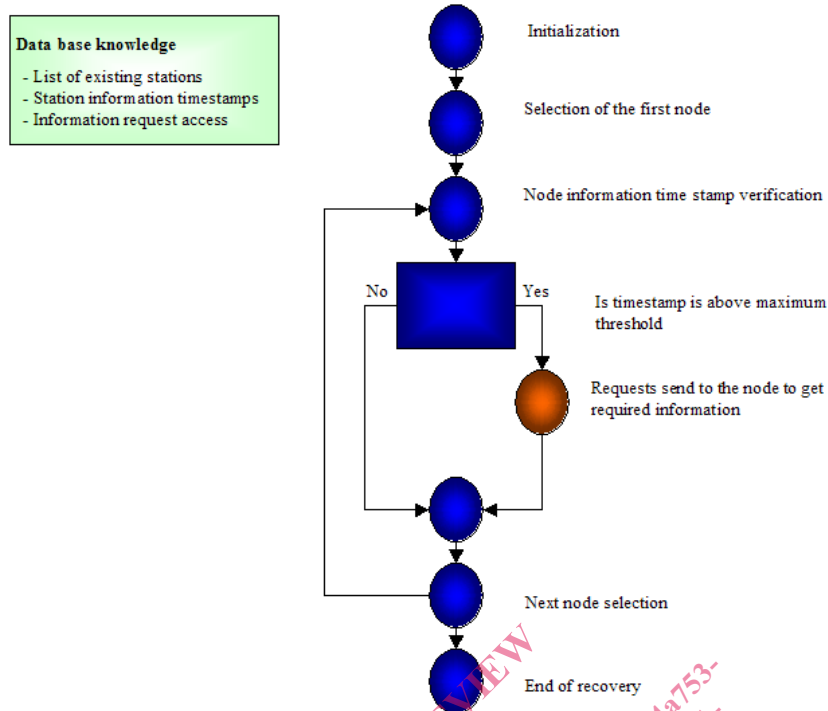 Data base knowledge
- List of existing stations
- Station information timestamps
- Information request access
Initialization
Selection of the first node
Node information time stamp verification
No
Yes
Is timestamp is above maximum
threshold
Requests send to the node to get
required information
Next node selection
End of recovery